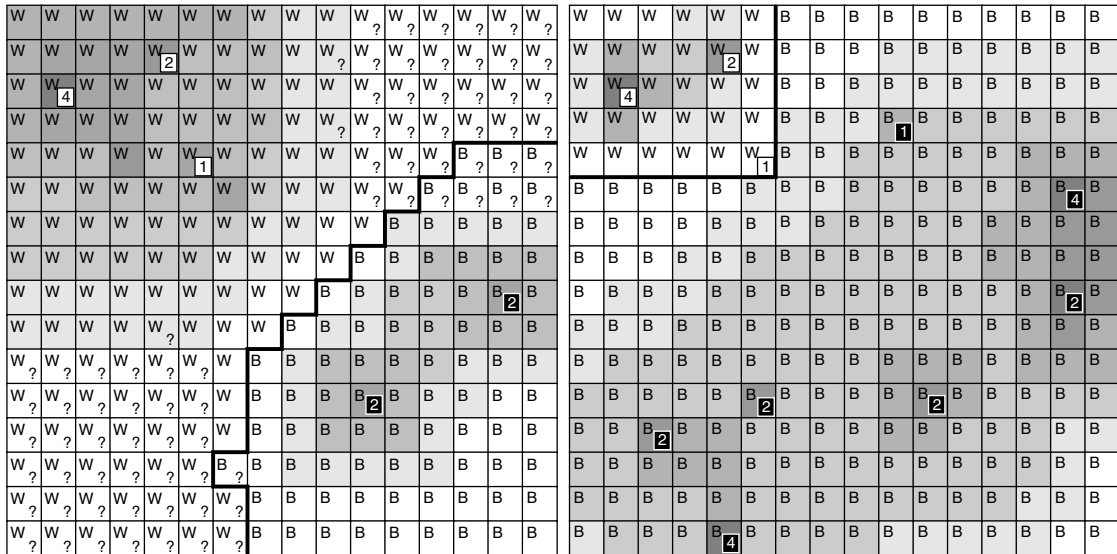 W W W W W W W W W W W? W? W? W? W? W?
W W W W W 2 W W W W W? W? W? W? W? W? W?
W W 4 W W W W W W W W W? W? W? W? W? W?
W W W W W W W W W W? W? W? W? W? W? W?
W W W W W W 1 W W W W W? W? W? B? B? B?
W W W W W W W W W W W? W? B? B? B? B?
W W W W W W W W W W W B B B B B
W W W W W W W W W W B B B B B B
W W W W W W W W W B B B B B B 2 B
W W W W W? W W W B B B B B B B B
W? W? W? W? W? W? W? B B B B B B B B B
W? W? W? W? W? W? W? B B B B 2 B B B B B
W? W? W? W? W? W? W? B B B B B B B B B
W? W? W? W? W? W? B? B B B B B B B B B
W? W? W? W? W? W? W? B B B B B B B B B
W? W? W? W? W? W? W? B B B B B B B B B
W W W W W W B B B B B B B B B B
W W W W W 2 W B B B B B B B B B B
W W 4 W W W W B B B B B B B B B B
W W W W W W B B B B 1 B B B B B B
W W W W W W 1 B B B B B B B B B B
B B B B B B B B B B B B B B B 4 B
B B B B B B B B B B B B B B B B
B B B B B B B B B B B B B B B B
B B B B B B B B B B B B B B B 2 B
B B B B B B B B B B B B B B B B
B B B B B B B B B B B B B B B B
B B B B B B 2 B B B B B 2 B B B B B
B B B 2 B B B B B B B B B B B B B
B B B B B B B B B B B B B B B B
B B B B B B B B B B B B B B B B
B B B B B 4 B B B B B B B B B B B